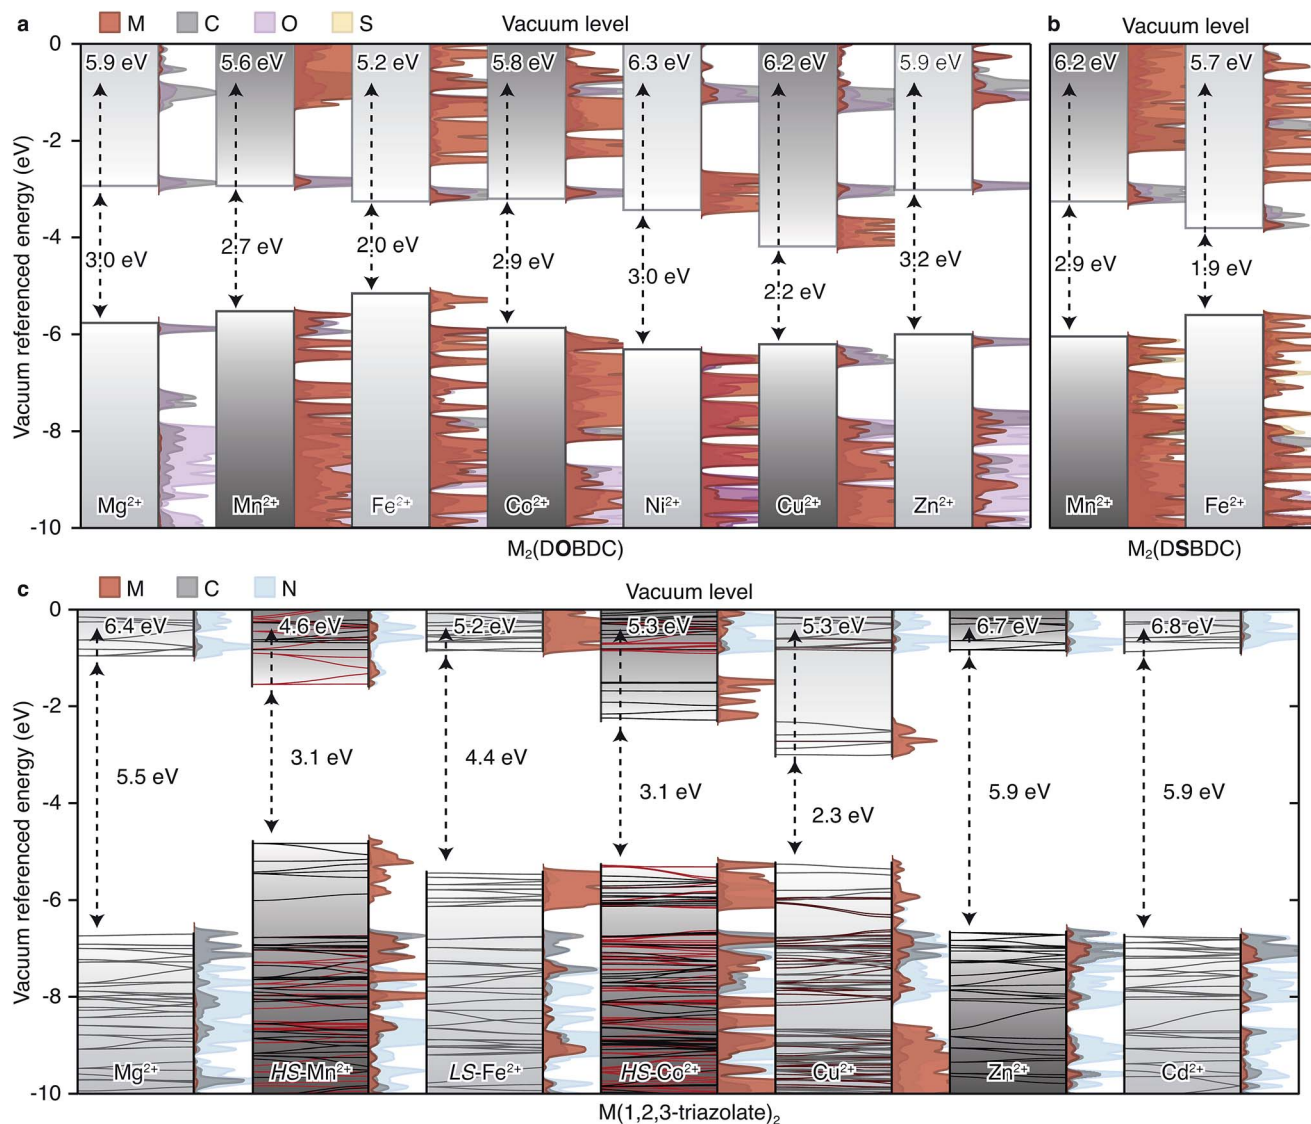 a M C O S Vacuum level
b Vacuum level
Vacuum referenced energy (eV)
0
-2
-4
-6
-8
-10
5.9 eV 5.6 eV 5.2 eV 5.8 eV 6.3 eV 6.2 eV 5.9 eV
3.0 eV 2.7 eV 2.0 eV 2.9 eV 3.0 eV 2.2 eV 3.2 eV
Mg²⁺ Mn²⁺ Fe²⁺ Co²⁺ Ni²⁺ Cu²⁺ Zn²⁺
M₂(DOBDC)
6.2 eV 5.7 eV
2.9 eV 1.9 eV
Mn²⁺ Fe²⁺
M₂(DSBDC)
c M C N Vacuum level
Vacuum referenced energy (eV)
0
-2
-4
-6
-8
-10
6.4 eV 4.6 eV 5.2 eV 5.3 eV 5.3 eV 6.7 eV 6.8 eV
5.5 eV 3.1 eV 4.4 eV 3.1 eV 2.3 eV 5.9 eV 5.9 eV
Mg²⁺ HS-Mn²⁺ LS-Fe²⁺ HS-Co²⁺ Cu²⁺ Zn²⁺ Cd²⁺
M(1,2,3-triazolate)₂